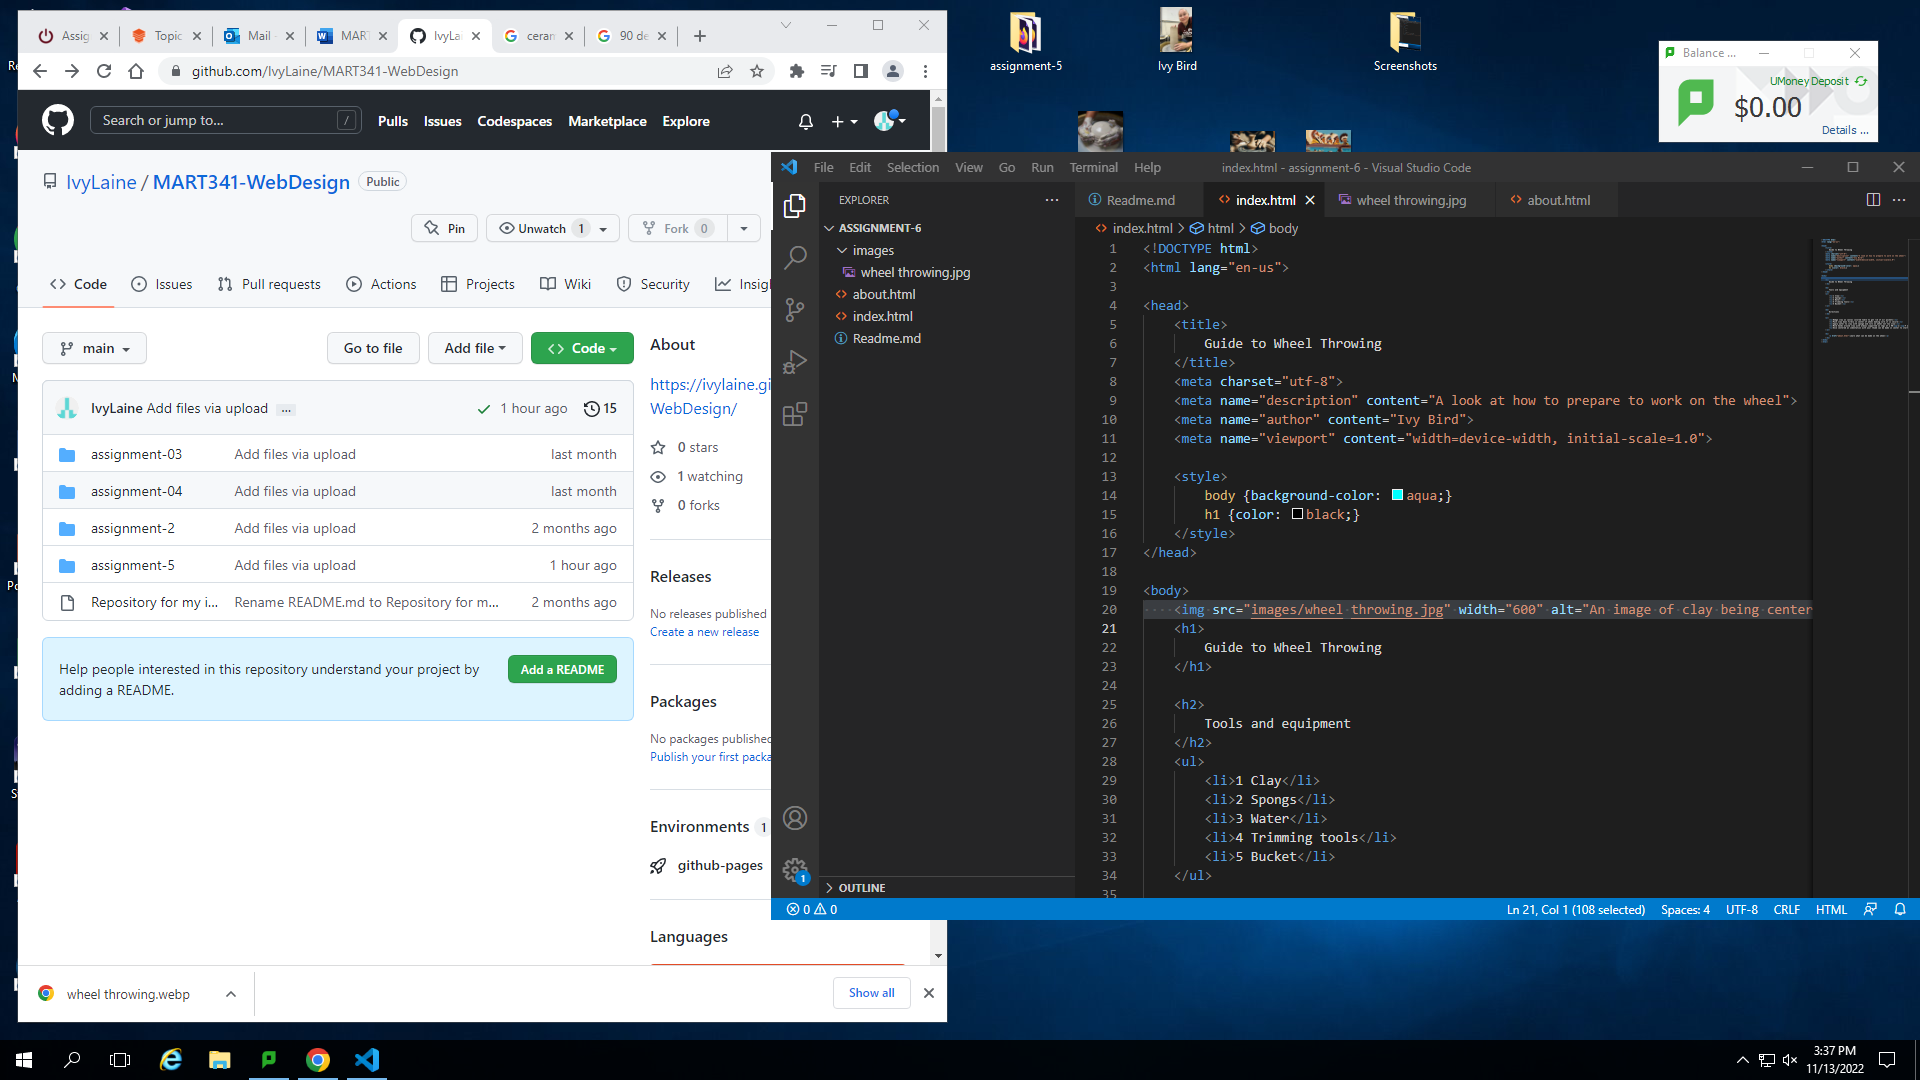 Assig
Topic
Mail -
MART
IvyLa
ceram
90 de
github.com/IvyLaine/MART341-WebDesign
Search or jump to...
/
Pulls
Issues
Codespaces
Marketplace
Explore
IvyLaine / MART341-WebDesign
Public
Pin
Unwatch 1
Fork 0
Code
Issues
Pull requests
Actions
Projects
Wiki
Security
Insigh
main
Go to file
Add file
Code
IvyLaine Add files via upload ...
1 hour ago
15
assignment-03 Add files via upload last month
assignment-04 Add files via upload last month
assignment-2 Add files via upload 2 months ago
assignment-5 Add files via upload 1 hour ago
Repository for my i... Rename README.md to Repository for m... 2 months ago
Help people interested in this repository understand your project by
adding a README.
Add a README
About
https://ivylaine.gi
WebDesign/
0 stars
1 watching
0 forks
Releases
No releases published
Create a new release
Packages
No packages published
Publish your first packa
Environments 1
github-pages
Languages
wheel throwing.webp
Show all
assignment-5
Ivy Bird
Screenshots
Balance ...
UMoney Deposit
$0.00
Details ...
File Edit Selection View Go Run Terminal Help
index.html - assignment-6 - Visual Studio Code
EXPLORER
ASSIGNMENT-6
images
wheel throwing.jpg
about.html
index.html
Readme.md
OUTLINE
Readme.md
index.html
wheel throwing.jpg
about.html
index.html > html > body
1 <!DOCTYPE html>
2 <html lang="en-us">
3
4 <head>
5 <title>
6 Guide to Wheel Throwing
7 </title>
8 <meta charset="utf-8">
9 <meta name="description" content="A look at how to prepare to work on the wheel">
10 <meta name="author" content="Ivy Bird">
11 <meta name="viewport" content="width=device-width, initial-scale=1.0">
12
13 <style>
14 body {background-color: aqua;}
15 h1 {color: black;}
16 </style>
17 </head>
18
19 <body>
20 <img src="images/wheel throwing.jpg" width="600" alt="An image of clay being center
21 <h1>
22 Guide to Wheel Throwing
23 </h1>
24
25 <h2>
26 Tools and equipment
27 </h2>
28 <ul>
29 <li>1 Clay</li>
30 <li>2 Spongs</li>
31 <li>3 Water</li>
32 <li>4 Trimming tools</li>
33 <li>5 Bucket</li>
34 </ul>
35
1
0 0
Ln 21, Col 1 (108 selected)
Spaces: 4
UTF-8
CRLF
HTML
3:37 PM
11/13/2022